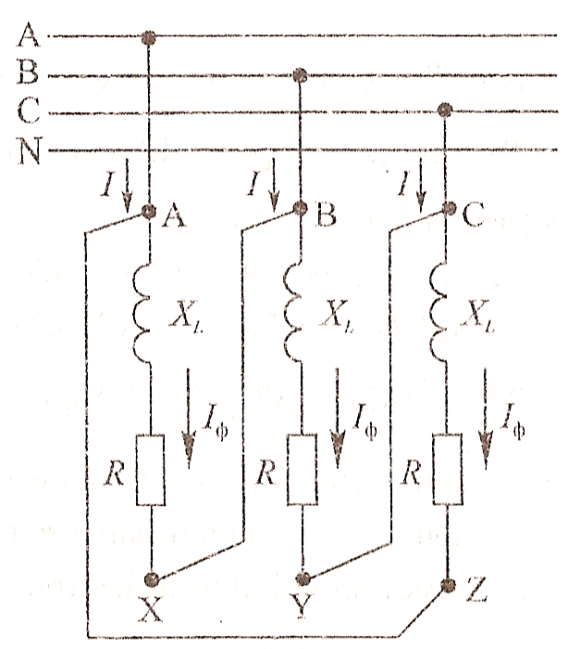 A
B
C
N
I A I B I C
X_L X_L X_L
I_ф I_ф I_ф
R R R
X Y Z